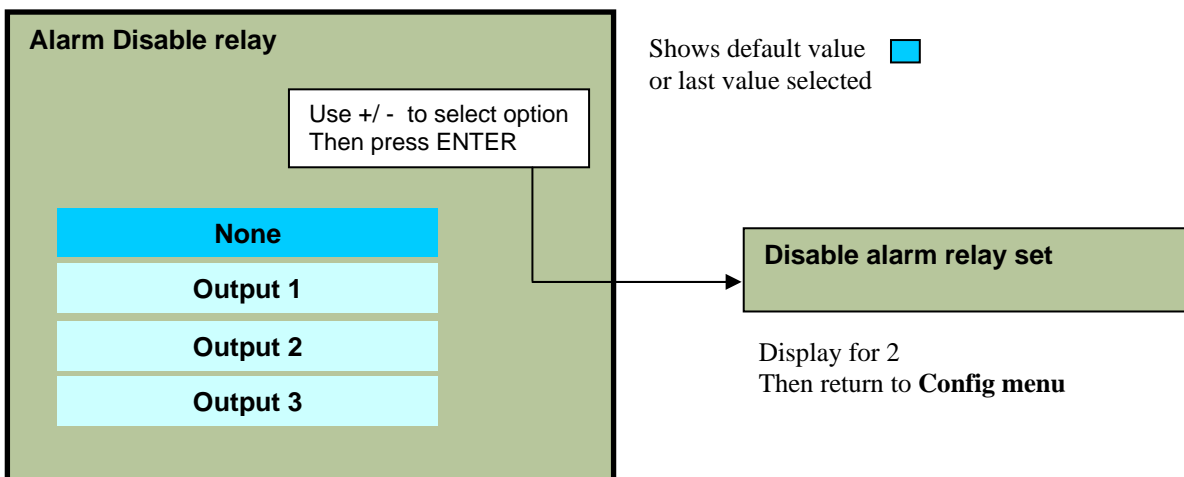 Alarm Disable relay
Shows default value
or last value selected
Use +/ - to select option
Then press ENTER
None
Output 1
Output 2
Output 3
Disable alarm relay set
Display for 2
Then return to Config menu